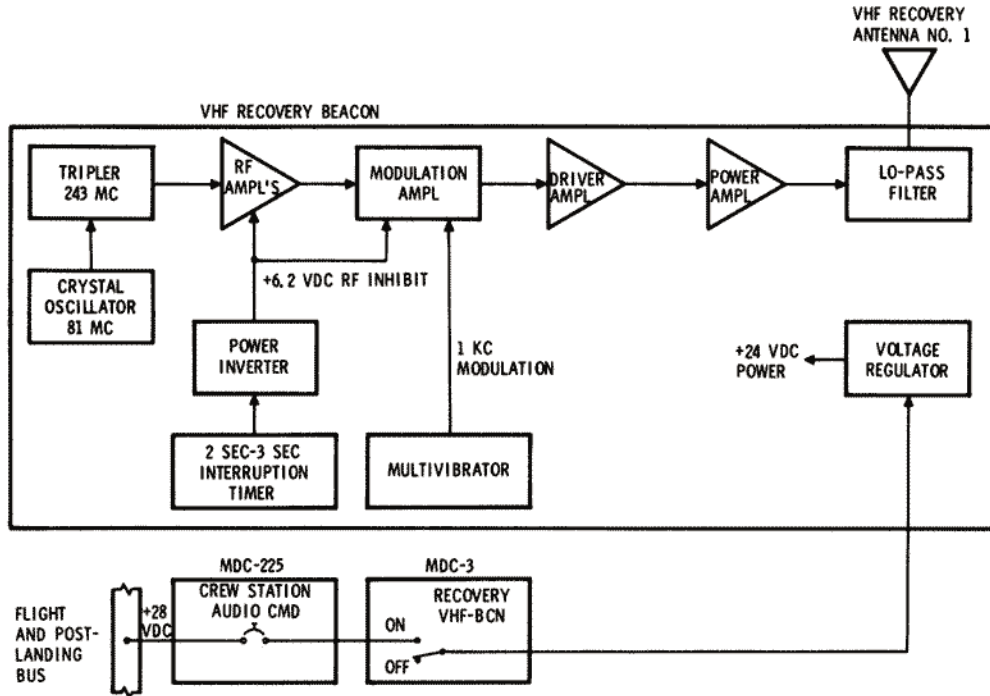 VHF RECOVERY
ANTENNA NO. 1
VHF RECOVERY BEACON
TRIPLER
243 MC
RF
AMPL'S
MODULATION
AMPL
DRIVER
AMPL
POWER
AMPL
LO-PASS
FILTER
+6.2 VDC RF INHIBIT
CRYSTAL
OSCILLATOR
81 MC
POWER
INVERTER
1 KC
MODULATION
+24 VDC
POWER
VOLTAGE
REGULATOR
2 SEC-3 SEC
INTERRUPTION
TIMER
MULTIVIBRATOR
MDC-225
MDC-3
FLIGHT
AND POST-
LANDING
BUS
+28
VDC
CREW STATION
AUDIO CMD
RECOVERY
VHF-BCN
ON
OFF